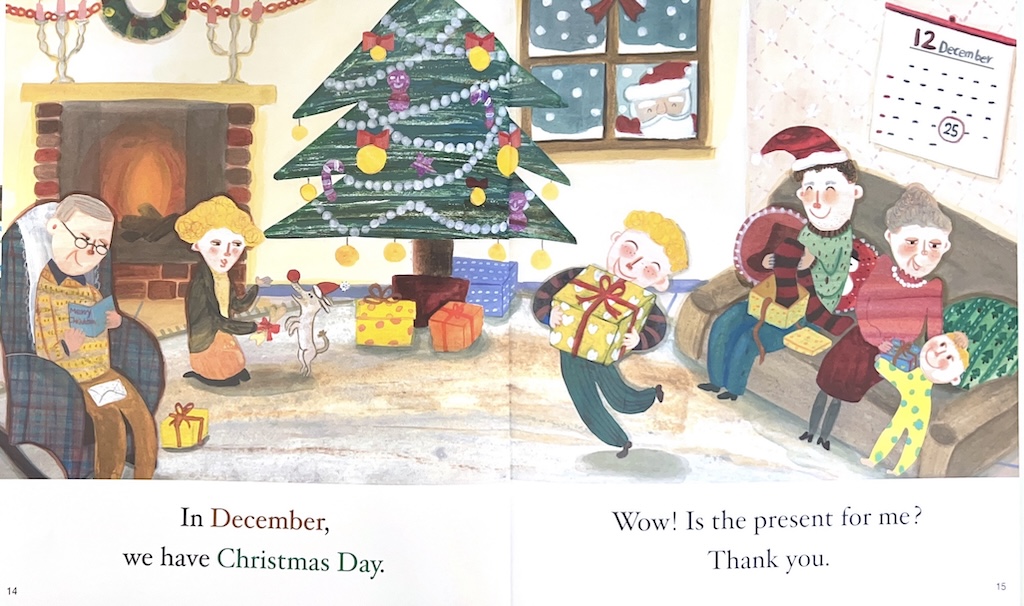 12 December
25
Merry
Christmas
In December,
we have Christmas Day.
14
Wow! Is the present for me?
Thank you.
15